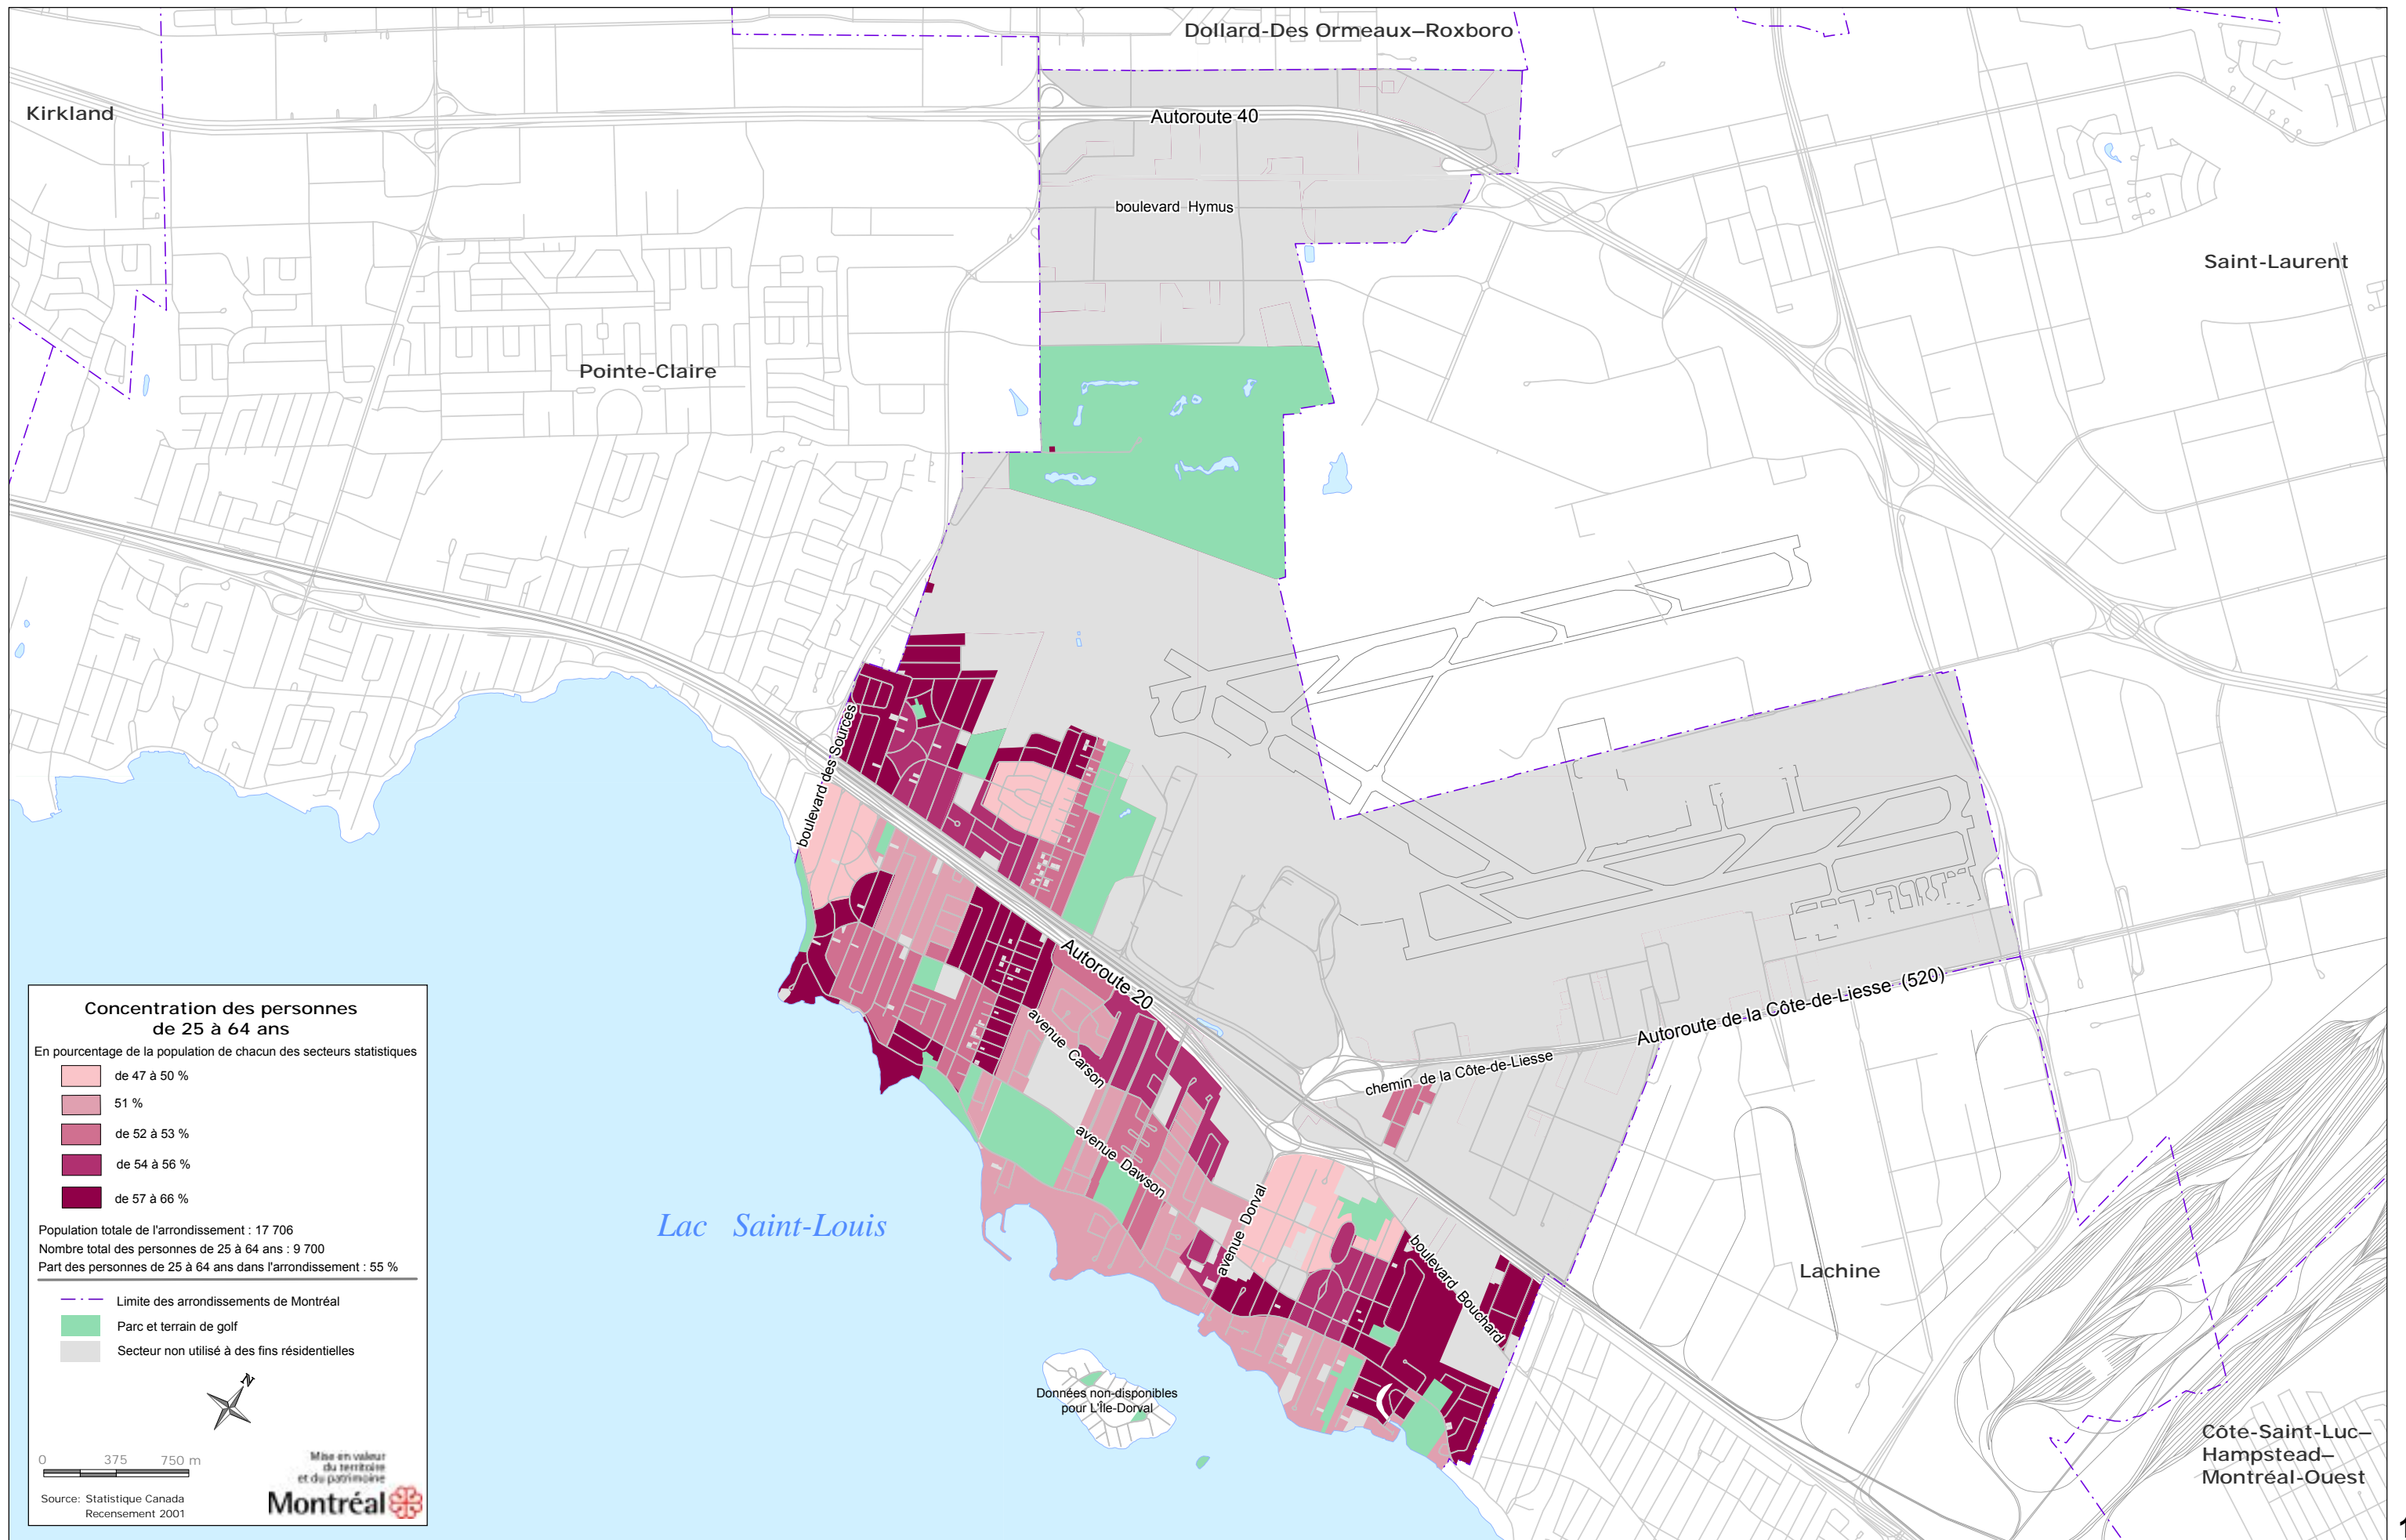 Dollard-Des Ormeaux–Roxboro
Kirkland
Autoroute 40
boulevard Hymus
Saint-Laurent
Pointe-Claire
boulevard des Sources
Autoroute 20
avenue Carson
avenue Dawson
avenue Dorval
boulevard Bouchard
chemin de la Côte-de-Liesse
Autoroute de la Côte-de-Liesse (520)
Lachine
Lac Saint-Louis
Données non-disponibles
pour L'Île-Dorval
Côte-Saint-Luc–
Hampstead–
Montréal-Ouest
Concentration des personnes
de 25 à 64 ans
En pourcentage de la population de chacun des secteurs statistiques
de 47 à 50 %
51 %
de 52 à 53 %
de 54 à 56 %
de 57 à 66 %
Population totale de l'arrondissement : 17 706
Nombre total des personnes de 25 à 64 ans : 9 700
Part des personnes de 25 à 64 ans dans l'arrondissement : 55 %
Limite des arrondissements de Montréal
Parc et terrain de golf
Secteur non utilisé à des fins résidentielles
N
0 375 750 m
Mise en valeur
du territoire
et du patrimoine
Montréal
Source: Statistique Canada
Recensement 2001